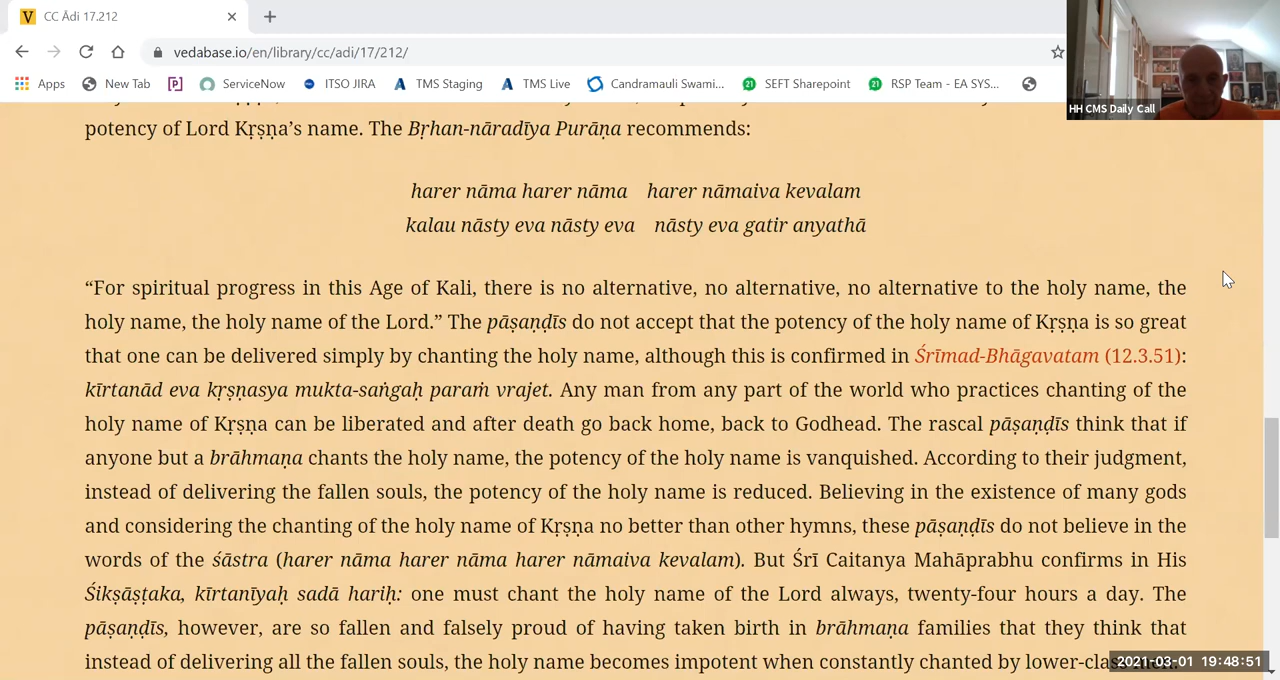 CC Ādi 17.212
vedabase.io/en/library/cc/adi/17/212/
Apps New Tab ServiceNow ITSO JIRA TMS Staging TMS Live Candramauli Swami... SEFT Sharepoint RSP Team - EA SYS...
HH CMS Daily Call
potency of Lord Kṛṣṇa’s name. The Bṛhan-nāradīya Purāṇa recommends:
harer nāma harer nāma harer nāmaiva kevalam
kalau nāsty eva nāsty eva nāsty eva gatir anyathā
“For spiritual progress in this Age of Kali, there is no alternative, no alternative, no alternative to the holy name, the
holy name, the holy name of the Lord.” The pāṣaṇḍīs do not accept that the potency of the holy name of Kṛṣṇa is so great
that one can be delivered simply by chanting the holy name, although this is confirmed in Śrīmad-Bhāgavatam (12.3.51):
kīrtanād eva kṛṣṇasya mukta-saṅgaḥ paraṁ vrajet. Any man from any part of the world who practices chanting of the
holy name of Kṛṣṇa can be liberated and after death go back home, back to Godhead. The rascal pāṣaṇḍīs think that if
anyone but a brāhmaṇa chants the holy name, the potency of the holy name is vanquished. According to their judgment,
instead of delivering the fallen souls, the potency of the holy name is reduced. Believing in the existence of many gods
and considering the chanting of the holy name of Kṛṣṇa no better than other hymns, these pāṣaṇḍīs do not believe in the
words of the śāstra (harer nāma harer nāma harer nāmaiva kevalam). But Śrī Caitanya Mahāprabhu confirms in His
Śikṣāṣṭaka, kīrtanīyaḥ sadā hariḥ: one must chant the holy name of the Lord always, twenty-four hours a day. The
pāṣaṇḍīs, however, are so fallen and falsely proud of having taken birth in brāhmaṇa families that they think that
instead of delivering all the fallen souls, the holy name becomes impotent when constantly chanted by
2021-03-01 19:48:51